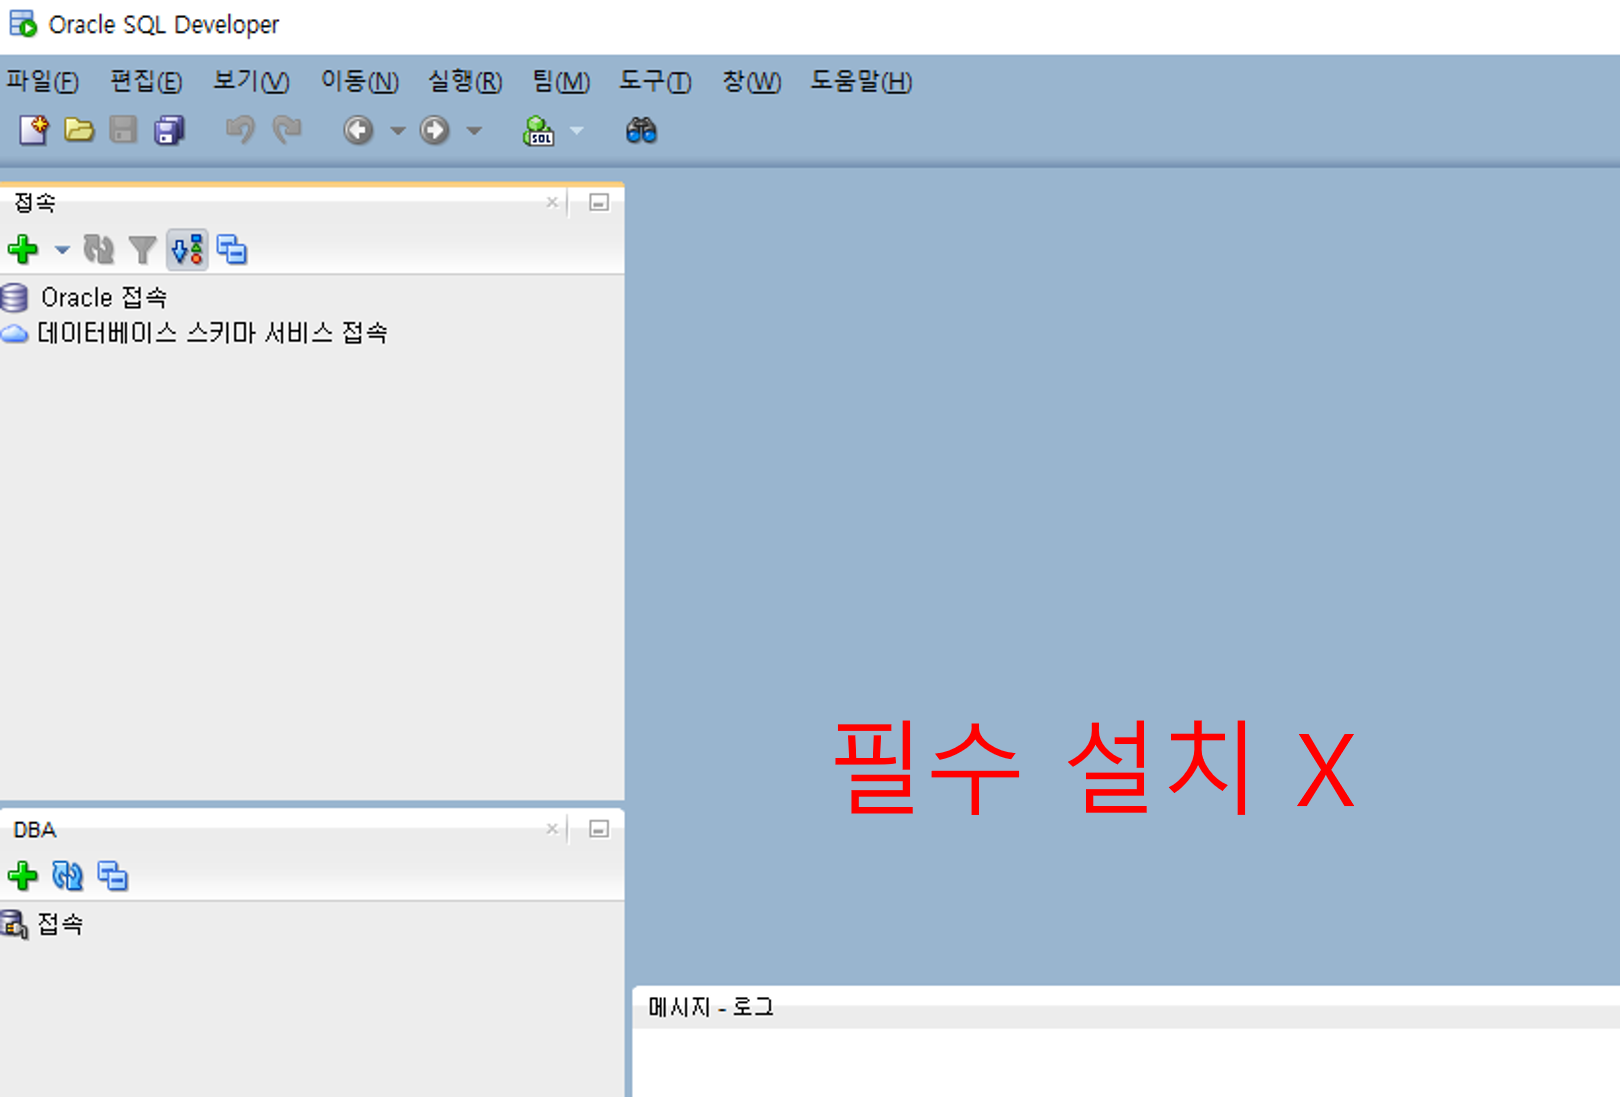 Oracle SQL Developer
파일(F) 편집(E) 보기(V) 이동(N) 실행(R) 팀(M) 도구(T) 창(W) 도움말(H)
SQL
접속
Oracle 접속
데이터베이스 스키마 서비스 접속
필수 설치 X
DBA
접속
메시지 - 로그